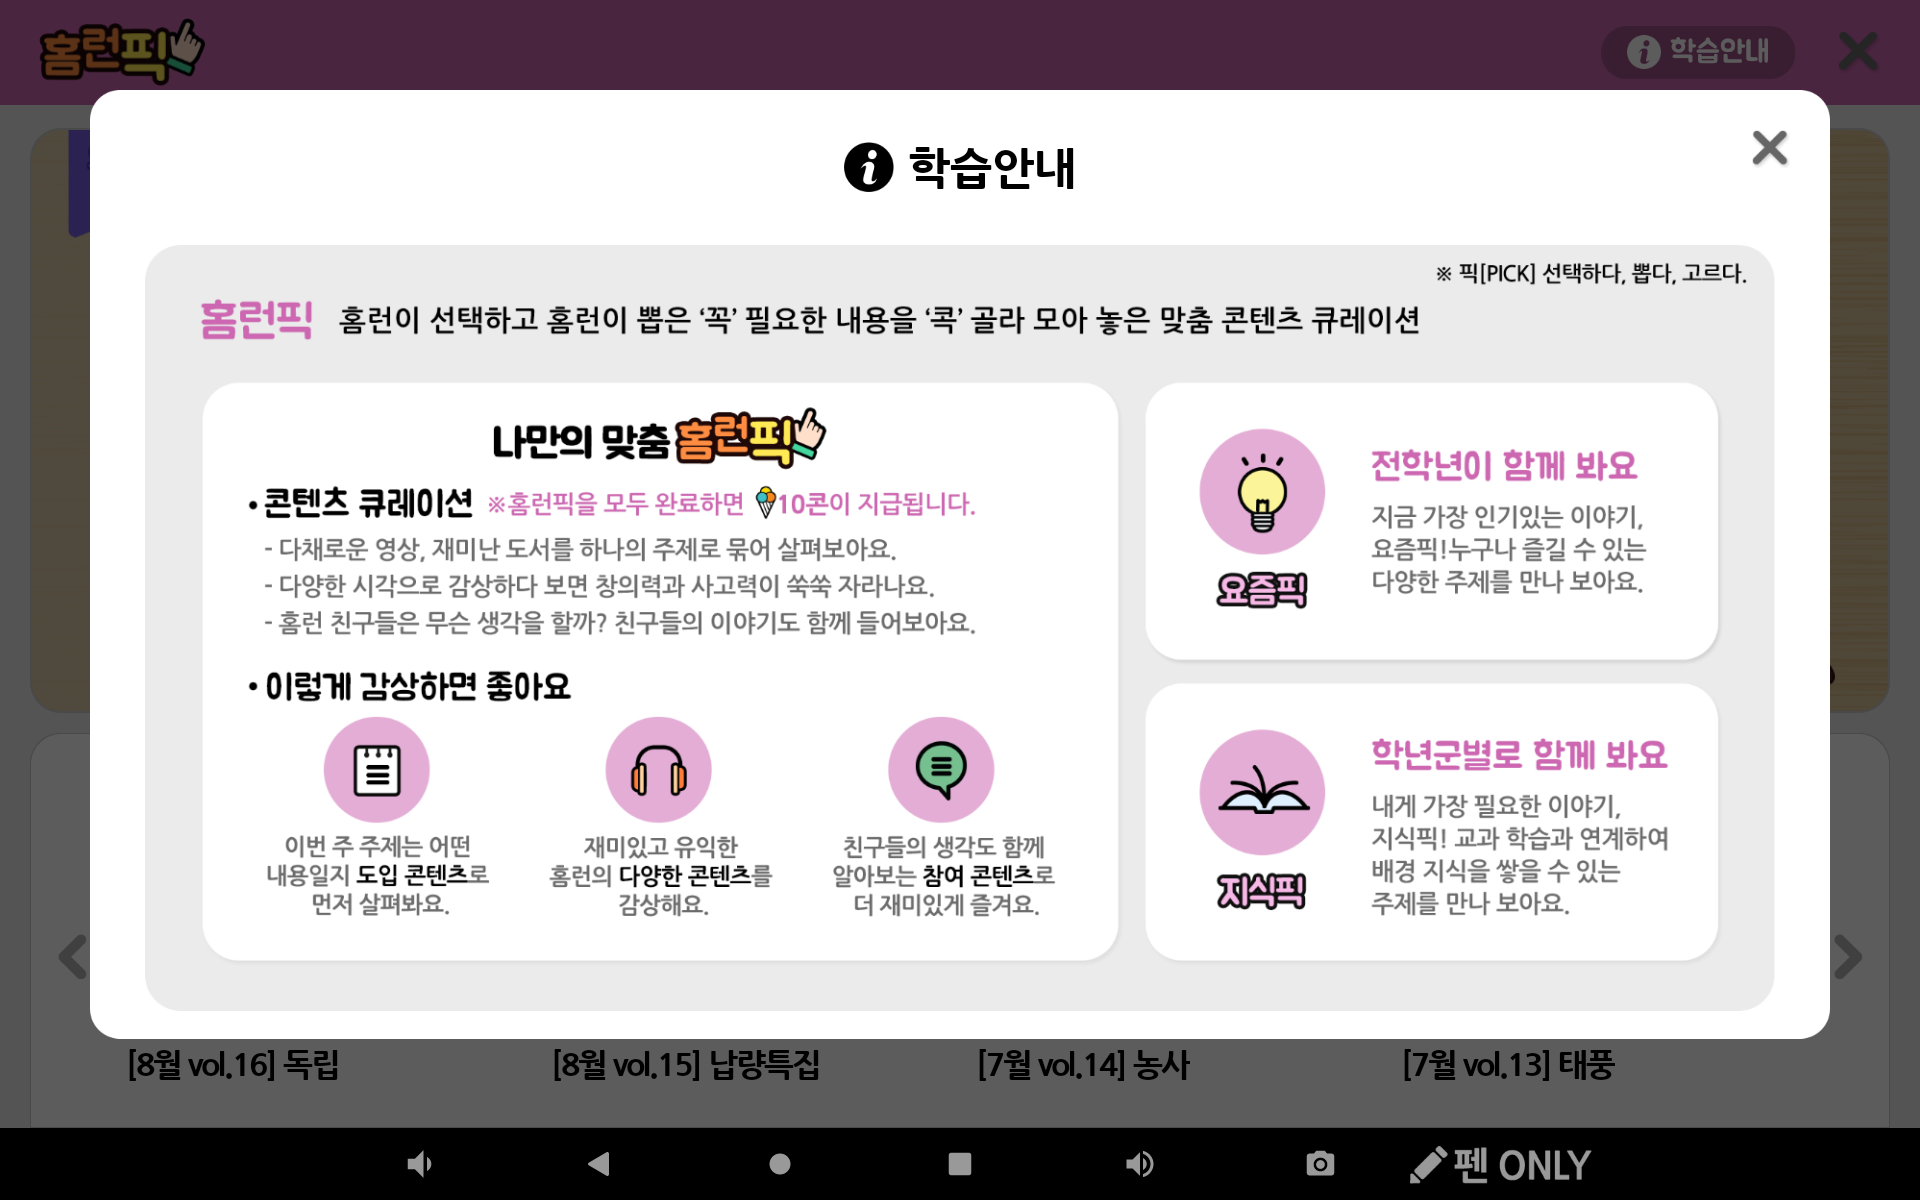 홈런픽
학습안내
학습안내
※ 픽[PICK] 선택하다, 뽑다, 고르다.
홈런픽 홈런이 선택하고 홈런이 뽑은 ‘꼭’ 필요한 내용을 ‘콕’ 골라 모아 놓은 맞춤 콘텐츠 큐레이션
나만의 맞춤 홈런픽
• 콘텐츠 큐레이션 ※홈런픽을 모두 완료하면 10콘이 지급됩니다.
- 다채로운 영상, 재미난 도서를 하나의 주제로 묶어 살펴보아요.
- 다양한 시각으로 감상하다 보면 창의력과 사고력이 쑥쑥 자라나요.
- 홈런 친구들은 무슨 생각을 할까? 친구들의 이야기도 함께 들어보아요.
• 이렇게 감상하면 좋아요
이번 주 주제는 어떤
내용일지 도입 콘텐츠로
먼저 살펴봐요.
재미있고 유익한
홈런의 다양한 콘텐츠를
감상해요.
친구들의 생각도 함께
알아보는 참여 콘텐츠로
더 재미있게 즐겨요.
요즘픽
전학년이 함께 봐요
지금 가장 인기있는 이야기,
요즘픽!누구나 즐길 수 있는
다양한 주제를 만나 보아요.
지식픽
학년군별로 함께 봐요
내게 가장 필요한 이야기,
지식픽! 교과 학습과 연계하여
배경 지식을 쌓을 수 있는
주제를 만나 보아요.
[8월 vol.16] 독립
[8월 vol.15] 납량특집
[7월 vol.14] 농사
[7월 vol.13] 태풍
펜 ONLY